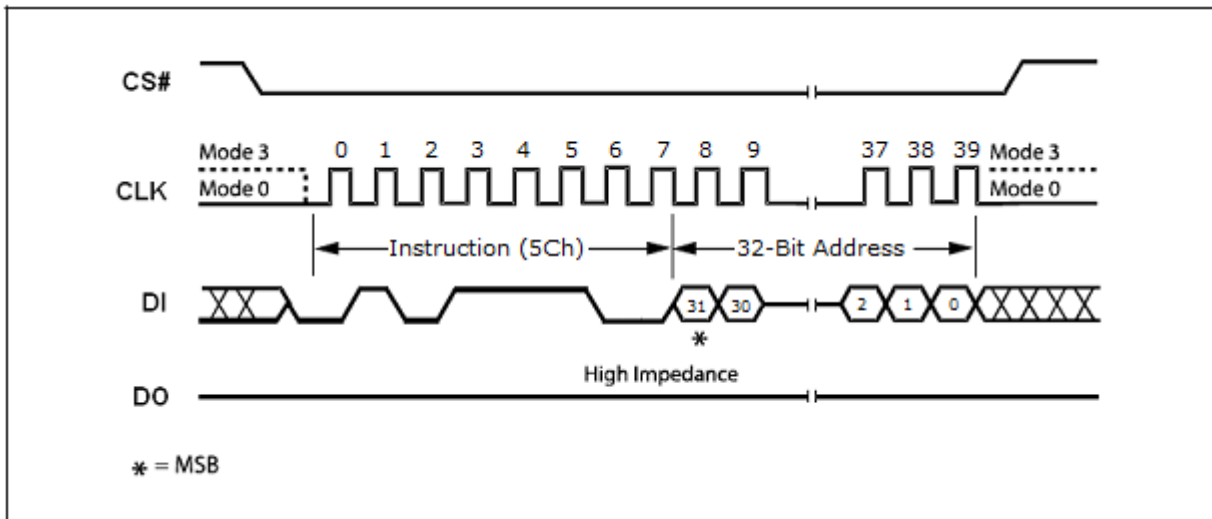 CS#
Mode 3 0 1 2 3 4 5 6 7 8 9 37 38 39 Mode 3
CLK Mode 0 Mode 0
Instruction (5Ch) 32-Bit Address
DI 31 30 2 1 0
*
High Impedance
DO
* = MSB